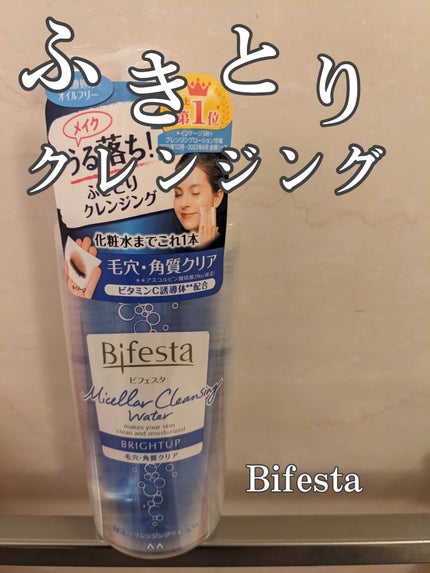 ふきとり
クレンジング
オイルフリー
第1位
メイク
うる落ち!
ふきとり
クレンジング
化粧水までこれ1本
毛穴・角質クリア
ビタミンC誘導体**配合
Bifesta
ビフェスタ
Micellar Cleansing
Water
makes your skin
clean and moisturized
BRIGHTUP
毛穴・角質クリア
Bifesta